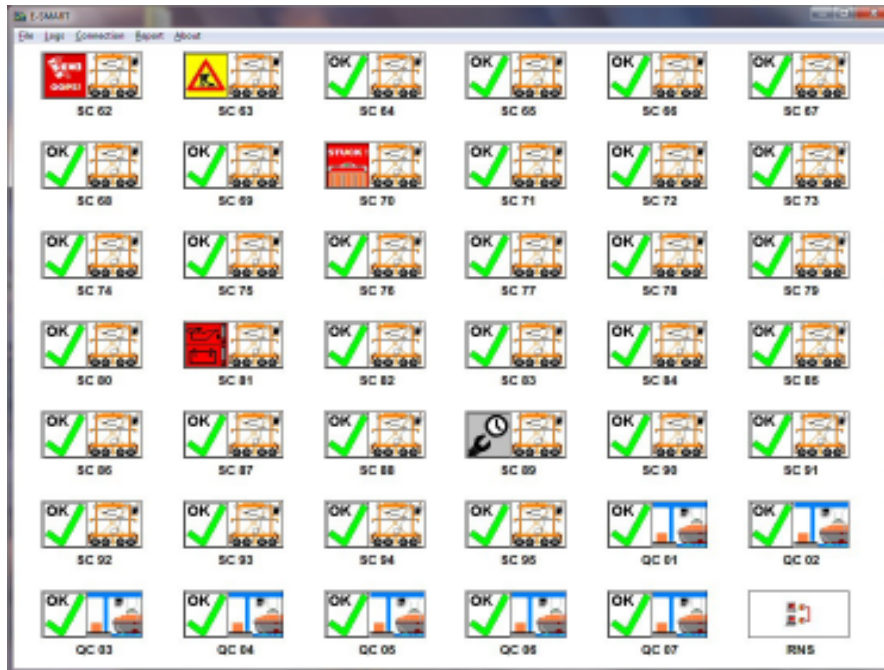 E-SMART
File Logs Connection Report About
OOPS! OK OK OK OK
SC 62 SC 63 SC 64 SC 65 SC 66 SC 67
OK OK STUCK ! OK OK OK
SC 68 SC 69 SC 70 SC 71 SC 72 SC 73
OK OK OK OK OK OK
SC 74 SC 75 SC 76 SC 77 SC 78 SC 79
OK OK OK OK OK
SC 80 SC 81 SC 82 SC 83 SC 84 SC 85
OK OK OK OK OK
SC 86 SC 87 SC 88 SC 89 SC 90 SC 91
OK OK OK OK OK OK
SC 92 SC 93 SC 94 SC 95 QC 01 QC 02
OK OK OK OK OK
QC 03 QC 04 QC 05 QC 06 QC 07 RNS